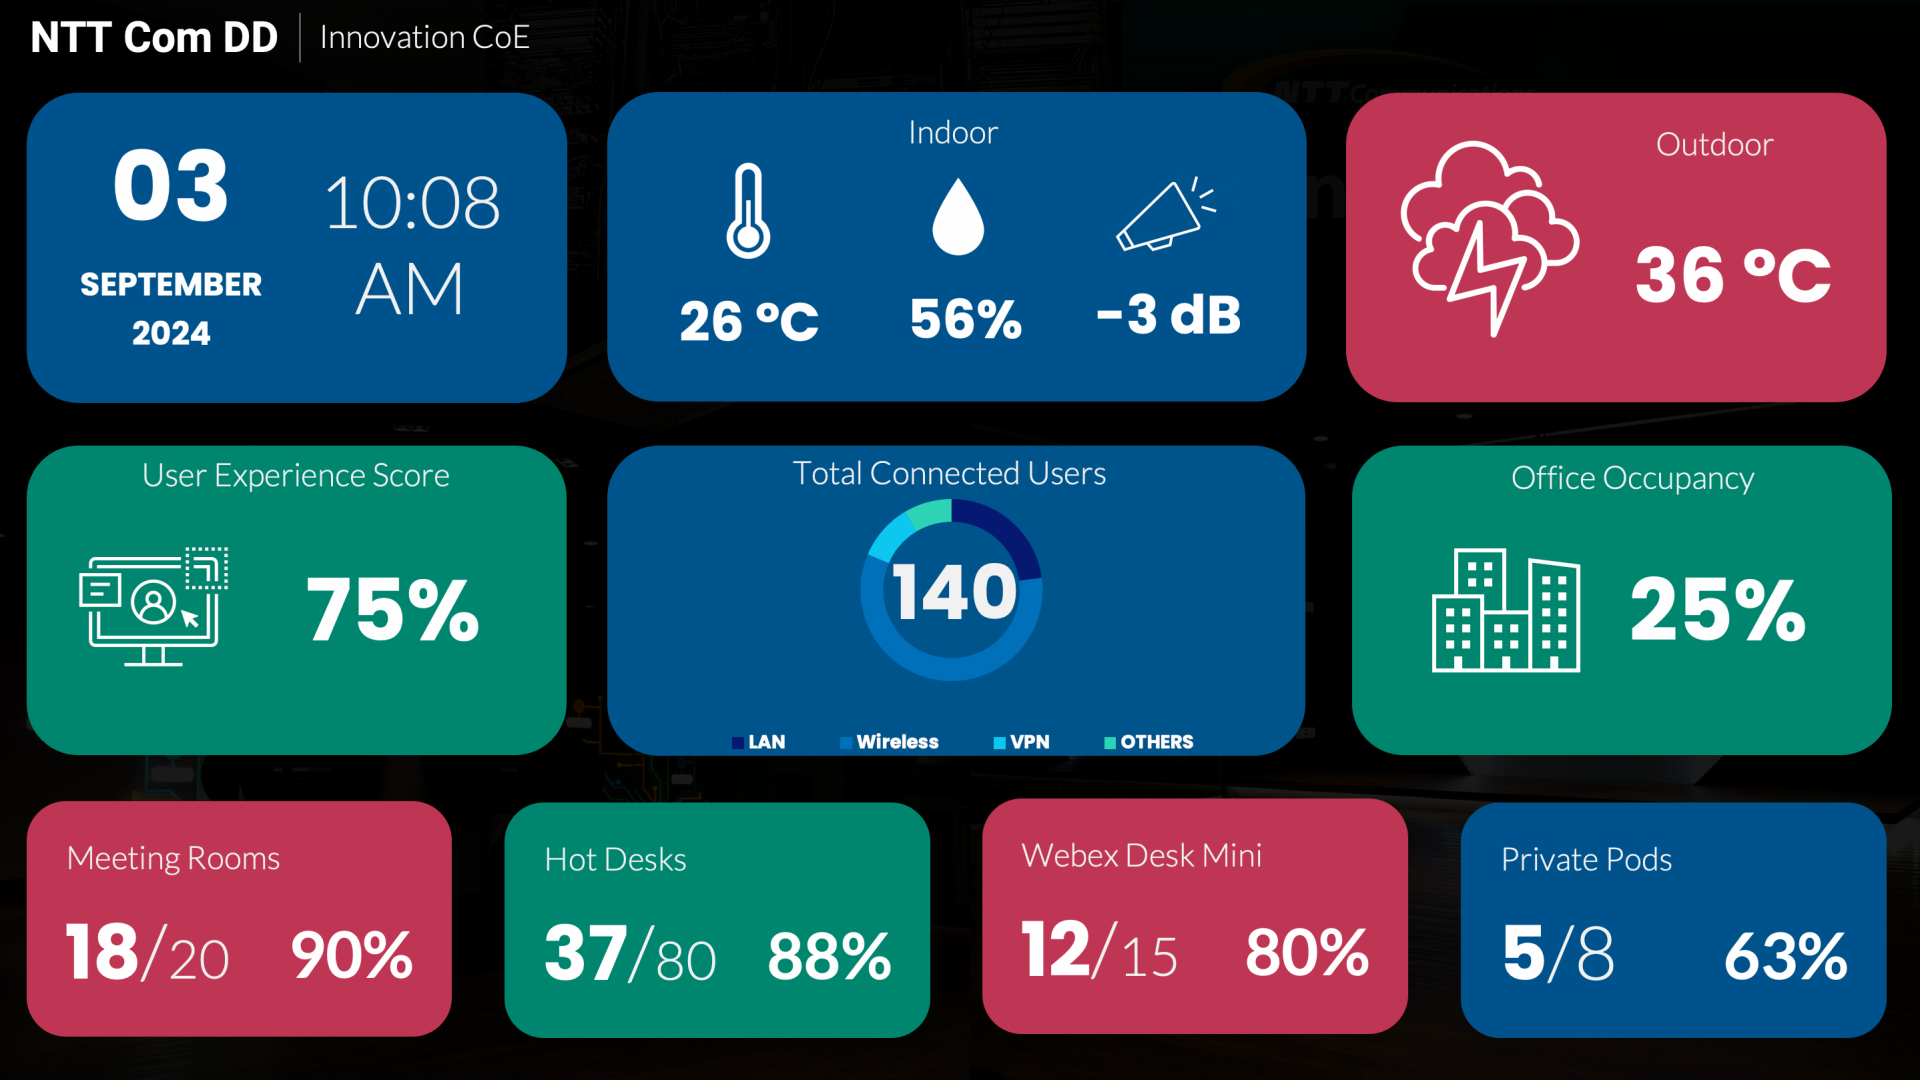 NTT Com DD
Innovation CoE
03
SEPTEMBER
2024
10:08
AM
Indoor
26 °C
56%
-3 dB
Outdoor
36 °C
User Experience Score
75%
Total Connected Users
140
LAN
Wireless
VPN
OTHERS
Office Occupancy
25%
Meeting Rooms
18/20
90%
Hot Desks
37/80
88%
Webex Desk Mini
12/15
80%
Private Pods
5/8
63%